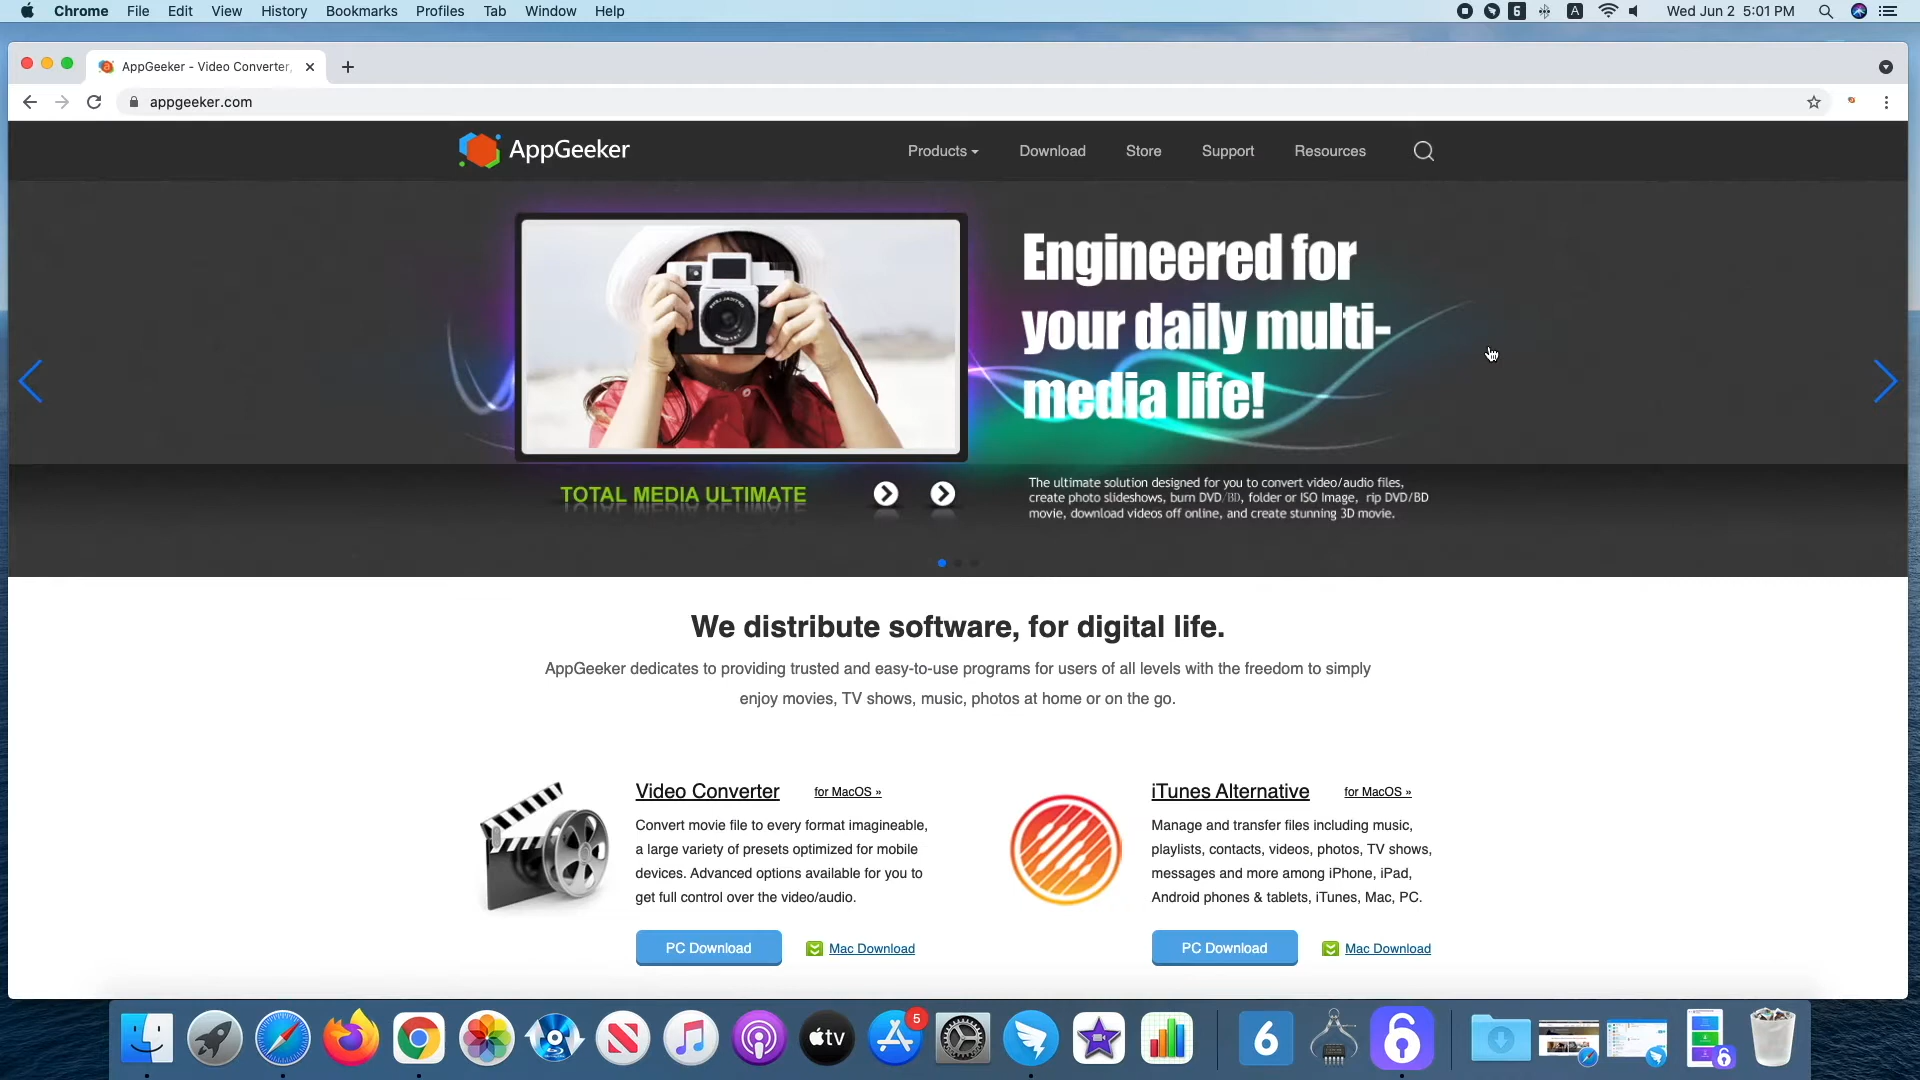 Chrome File Edit View History Bookmarks Profiles Tab Window Help
6 A Wed Jun 2 5:01 PM
AppGeeker - Video Converter,
appgeeker.com
AppGeeker
Products Download Store Support Resources
Engineered for
your daily multi-
media life!
TOTAL MEDIA ULTIMATE
The ultimate solution designed for you to convert video/audio files,
create photo slideshows, burn DVD/BD, folder or ISO Image, rip DVD/BD
movie, download videos off online, and create stunning 3D movie.
We distribute software, for digital life.
AppGeeker dedicates to providing trusted and easy-to-use programs for users of all levels with the freedom to simply
enjoy movies, TV shows, music, photos at home or on the go.
Video Converter for MacOS »
Convert movie file to every format imagineable,
a large variety of presets optimized for mobile
devices. Advanced options available for you to
get full control over the video/audio.
PC Download Mac Download
iTunes Alternative for MacOS »
Manage and transfer files including music,
playlists, contacts, videos, photos, TV shows,
messages and more among iPhone, iPad,
Android phones & tablets, iTunes, Mac, PC.
PC Download Mac Download
tv 5 6